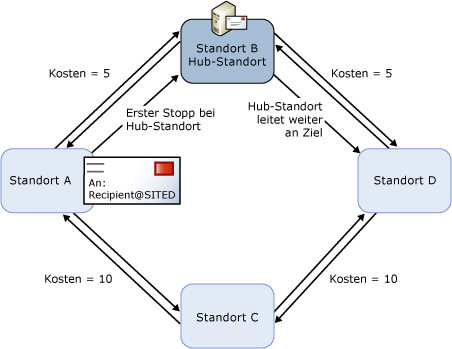 Standort B
Hub-Standort
Kosten = 5
Kosten = 5
Erster Stopp bei
Hub-Standort
Hub-Standort
leitet weiter
an Ziel
Standort A
An:
Recipient@SITED
Standort D
Kosten = 10
Kosten = 10
Standort C